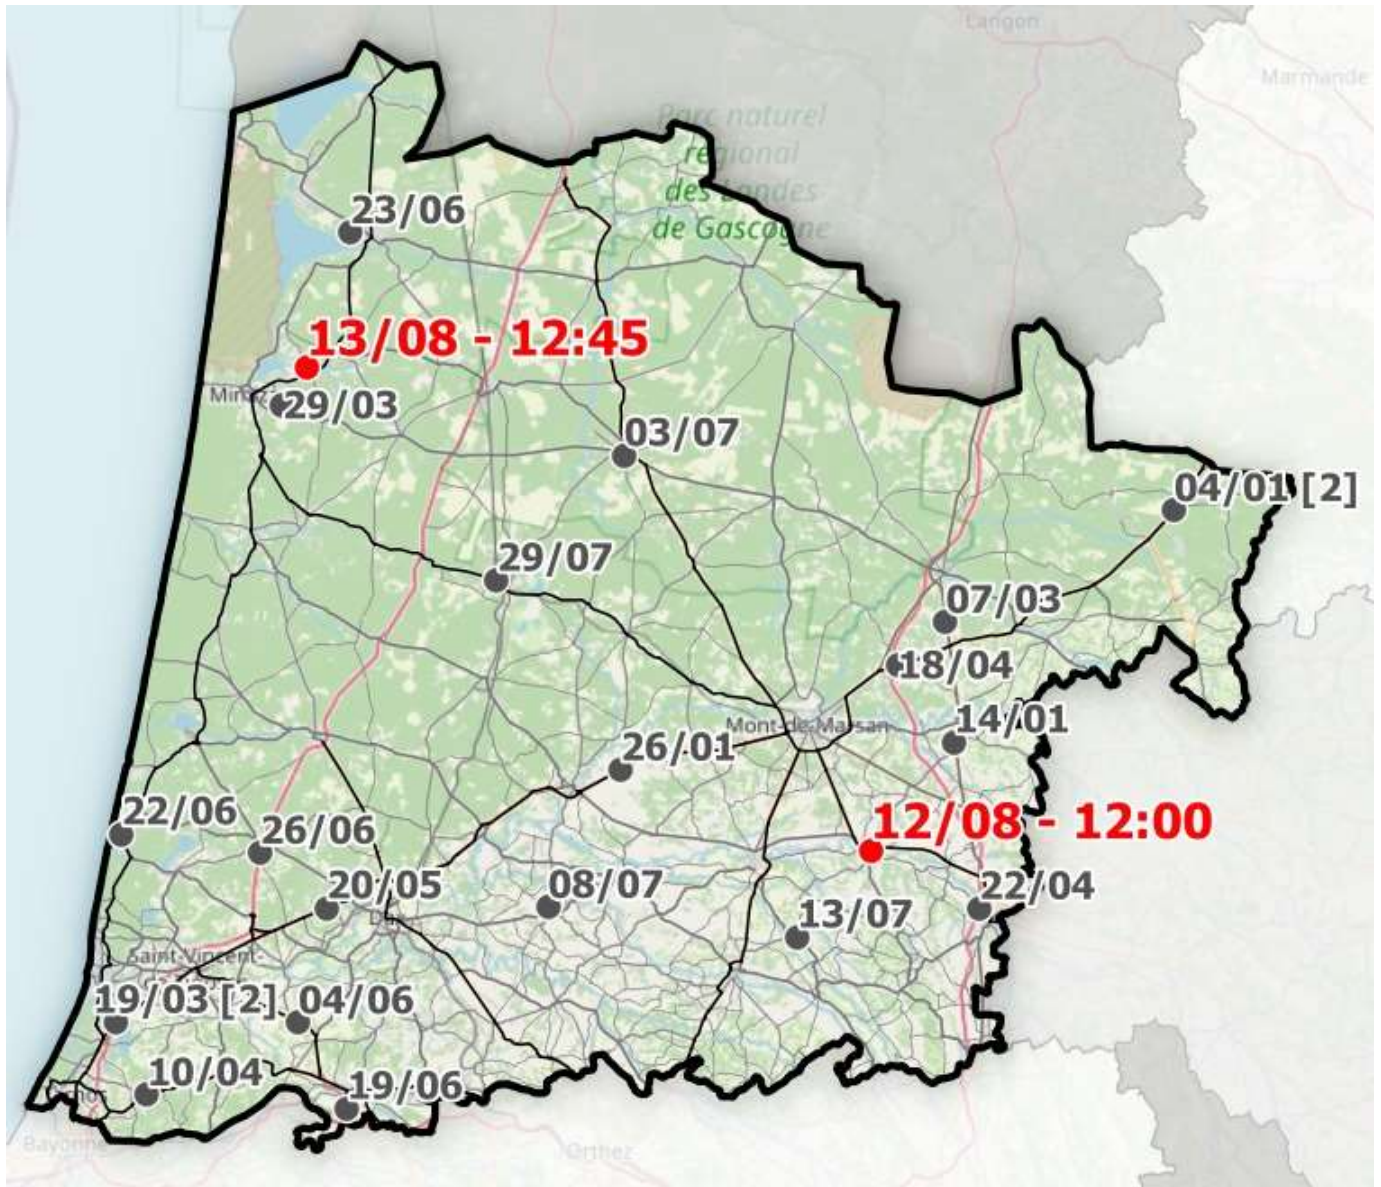 Langon
Marmande
Parc naturel
régional
des Landes
de Gascogne
23/06
13/08 - 12:45
29/03
03/07
04/01 [2]
29/07
07/03
18/04
14/01
Mont-de-Marsan
26/01
22/06
26/06
12/08 - 12:00
20/05
08/07
22/04
13/07
Saint-Vincent-
19/03 [2]
04/06
10/04
19/06
Bayonne
Orthez